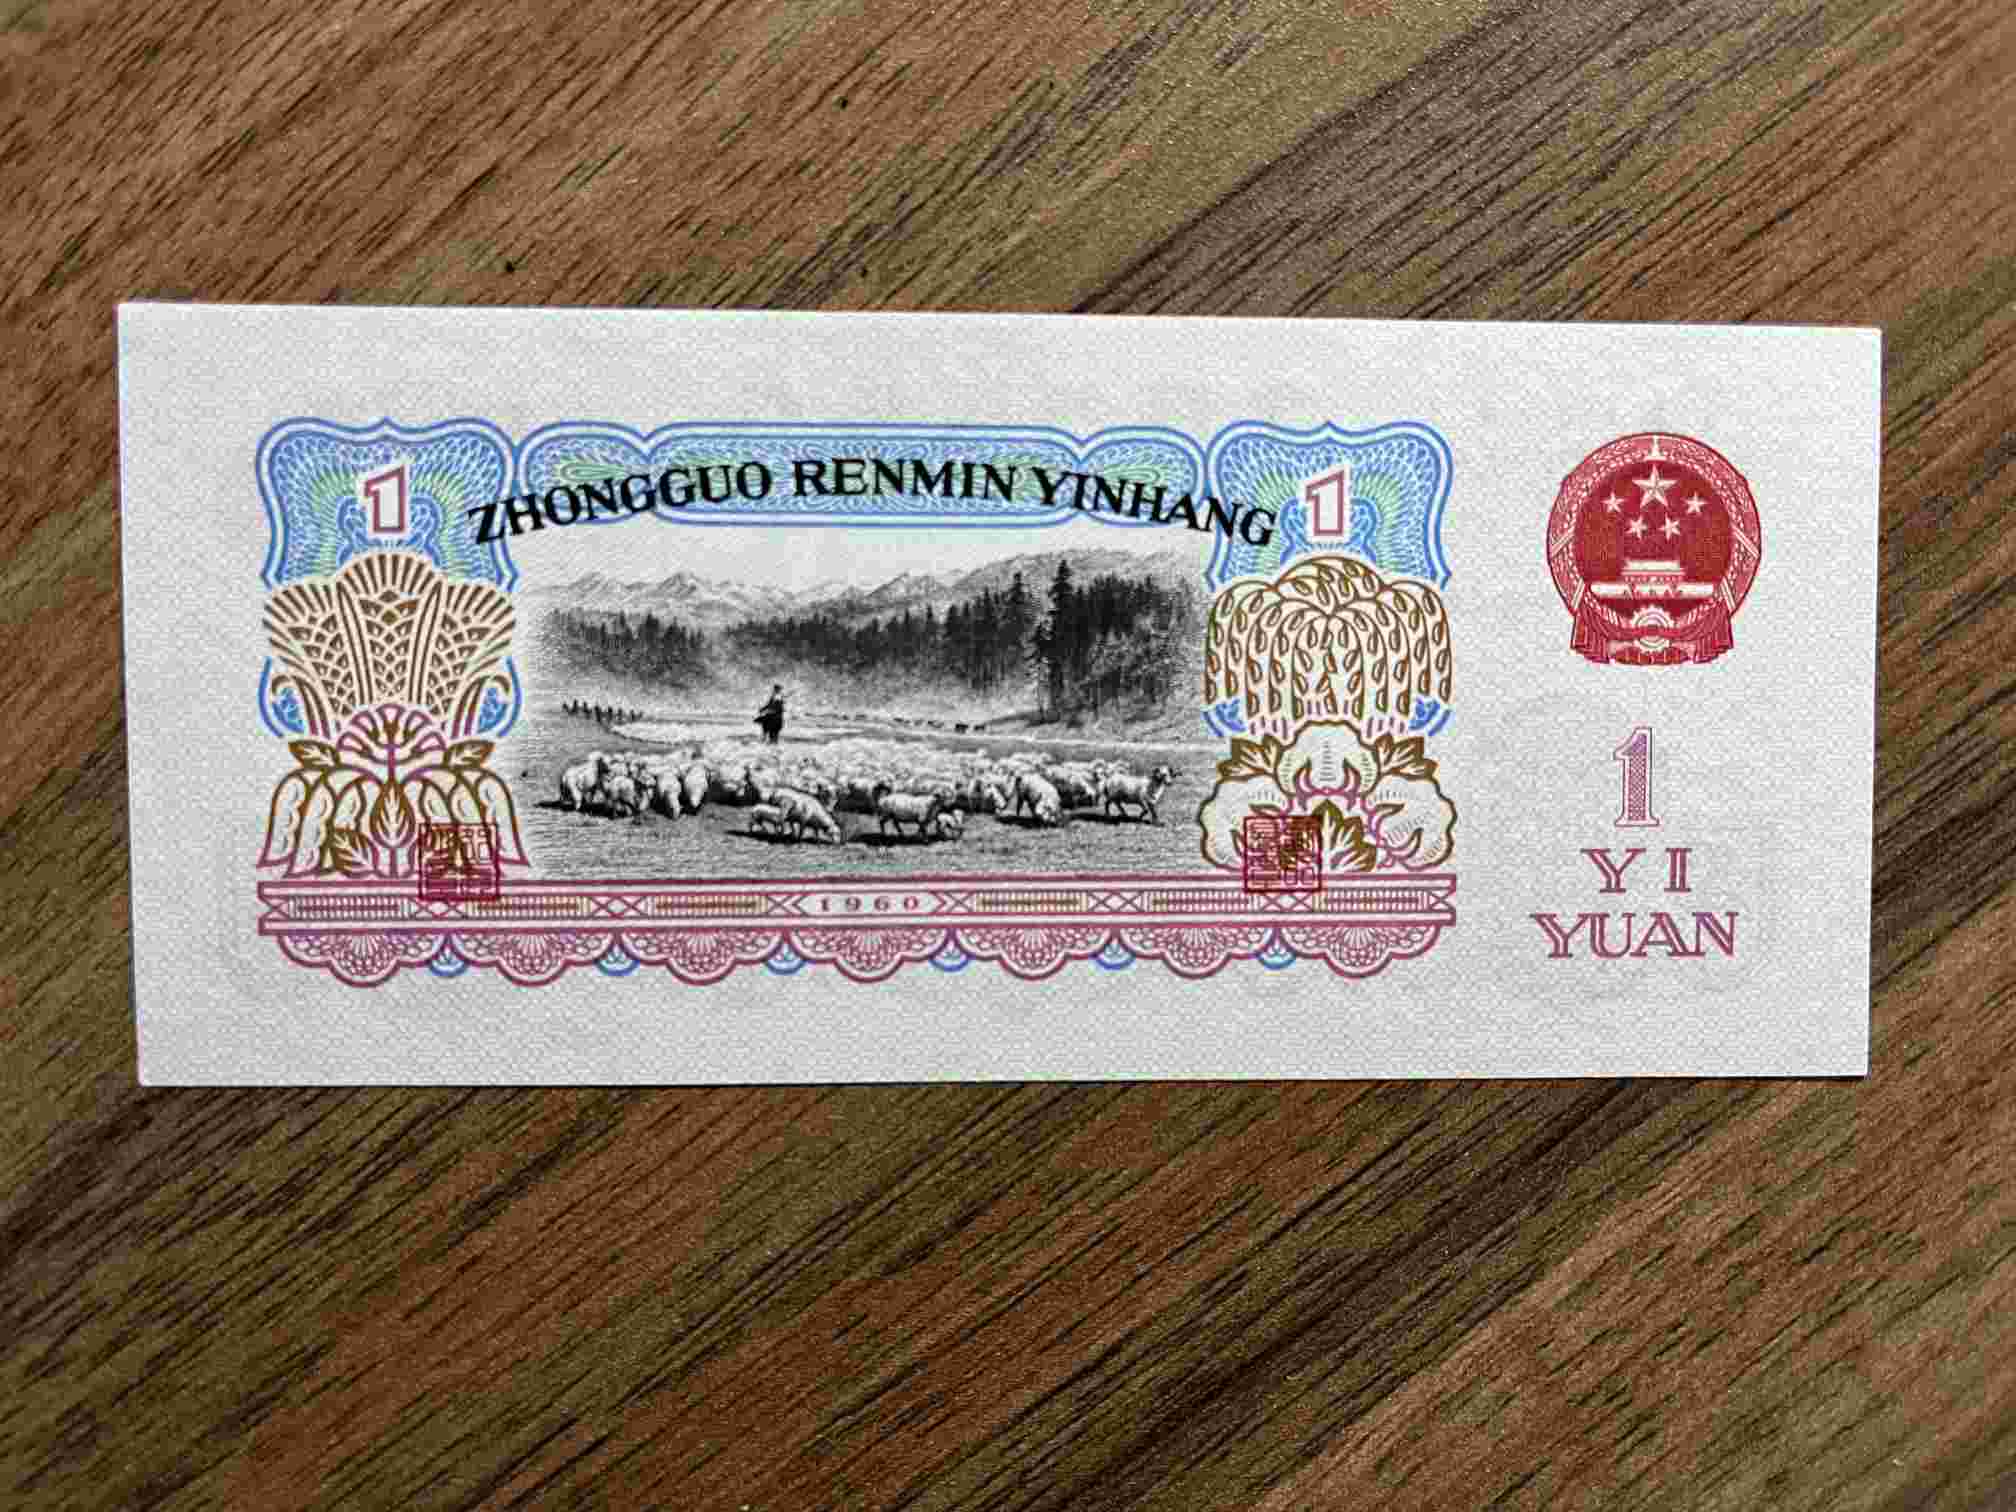 1
ZHONGGUO RENMIN YINHANG
1
1960
1
YI
YUAN